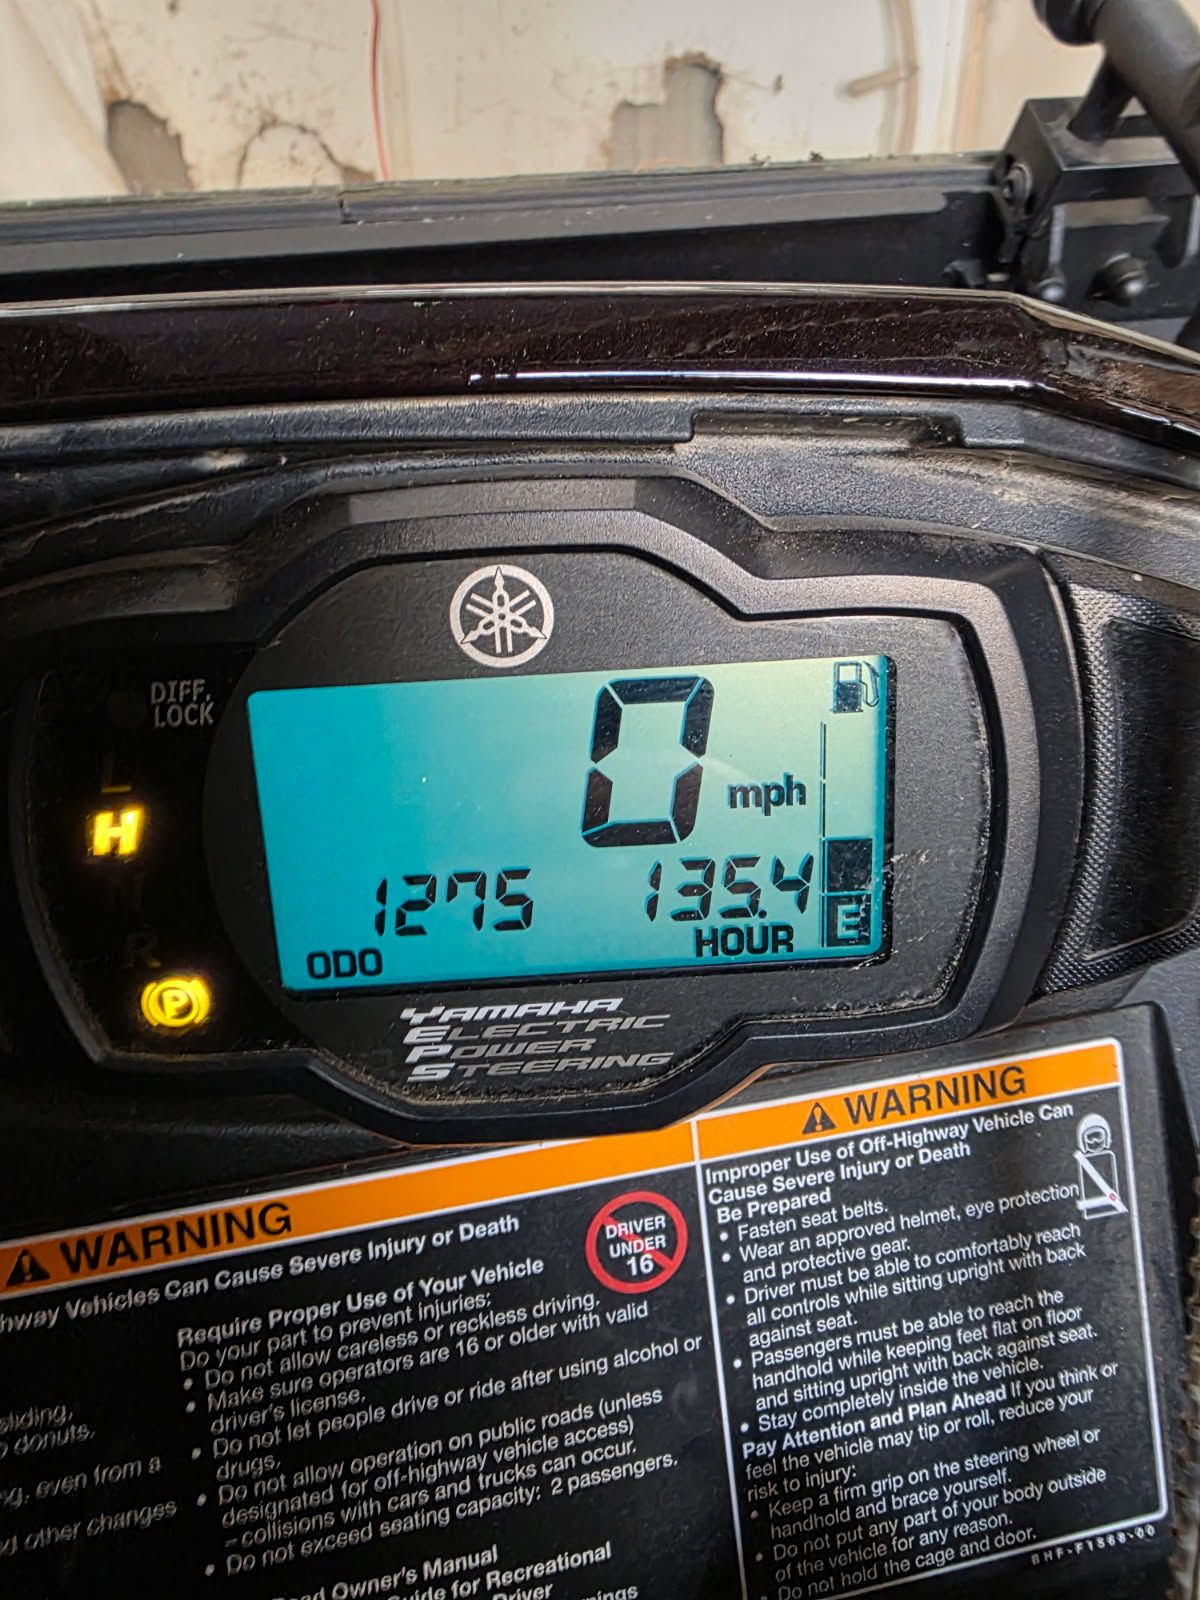 DIFF.
LOCK
L
H
N
R
P
0 mph
1275
135.4
ODO
HOUR
E
YAMAHA
ELECTRIC
POWER
STEERING
WARNING
hway Vehicles Can Cause Severe Injury or Death
Require Proper Use of Your Vehicle
Do your part to prevent injuries:
• Do not allow careless or reckless driving.
• Make sure operators are 16 or older with valid
driver's license.
• Do not let people drive or ride after using alcohol or
drugs.
• Do not allow operation on public roads (unless
designated for off-highway vehicle access)
– collisions with cars and trucks can occur.
• Do not exceed seating capacity: 2 passengers.
DRIVER
UNDER
16
sliding,
donuts.
even from a
other changes
Owner's Manual
uide for Recreational
Driver
WARNING
Improper Use of Off-Highway Vehicle Can
Cause Severe Injury or Death
Be Prepared
• Fasten seat belts.
• Wear an approved helmet, eye protection
and protective gear.
• Driver must be able to comfortably reach
all controls while sitting upright with back
against seat.
• Passengers must be able to reach the
handhold while keeping feet flat on floor
and sitting upright with back against seat.
• Stay completely inside the vehicle.
Pay Attention and Plan Ahead If you think or
feel the vehicle may tip or roll, reduce your
risk to injury:
• Keep a firm grip on the steering wheel or
handhold and brace yourself.
• Do not put any part of your body outside
of the vehicle for any reason.
• Do not hold the cage and door.